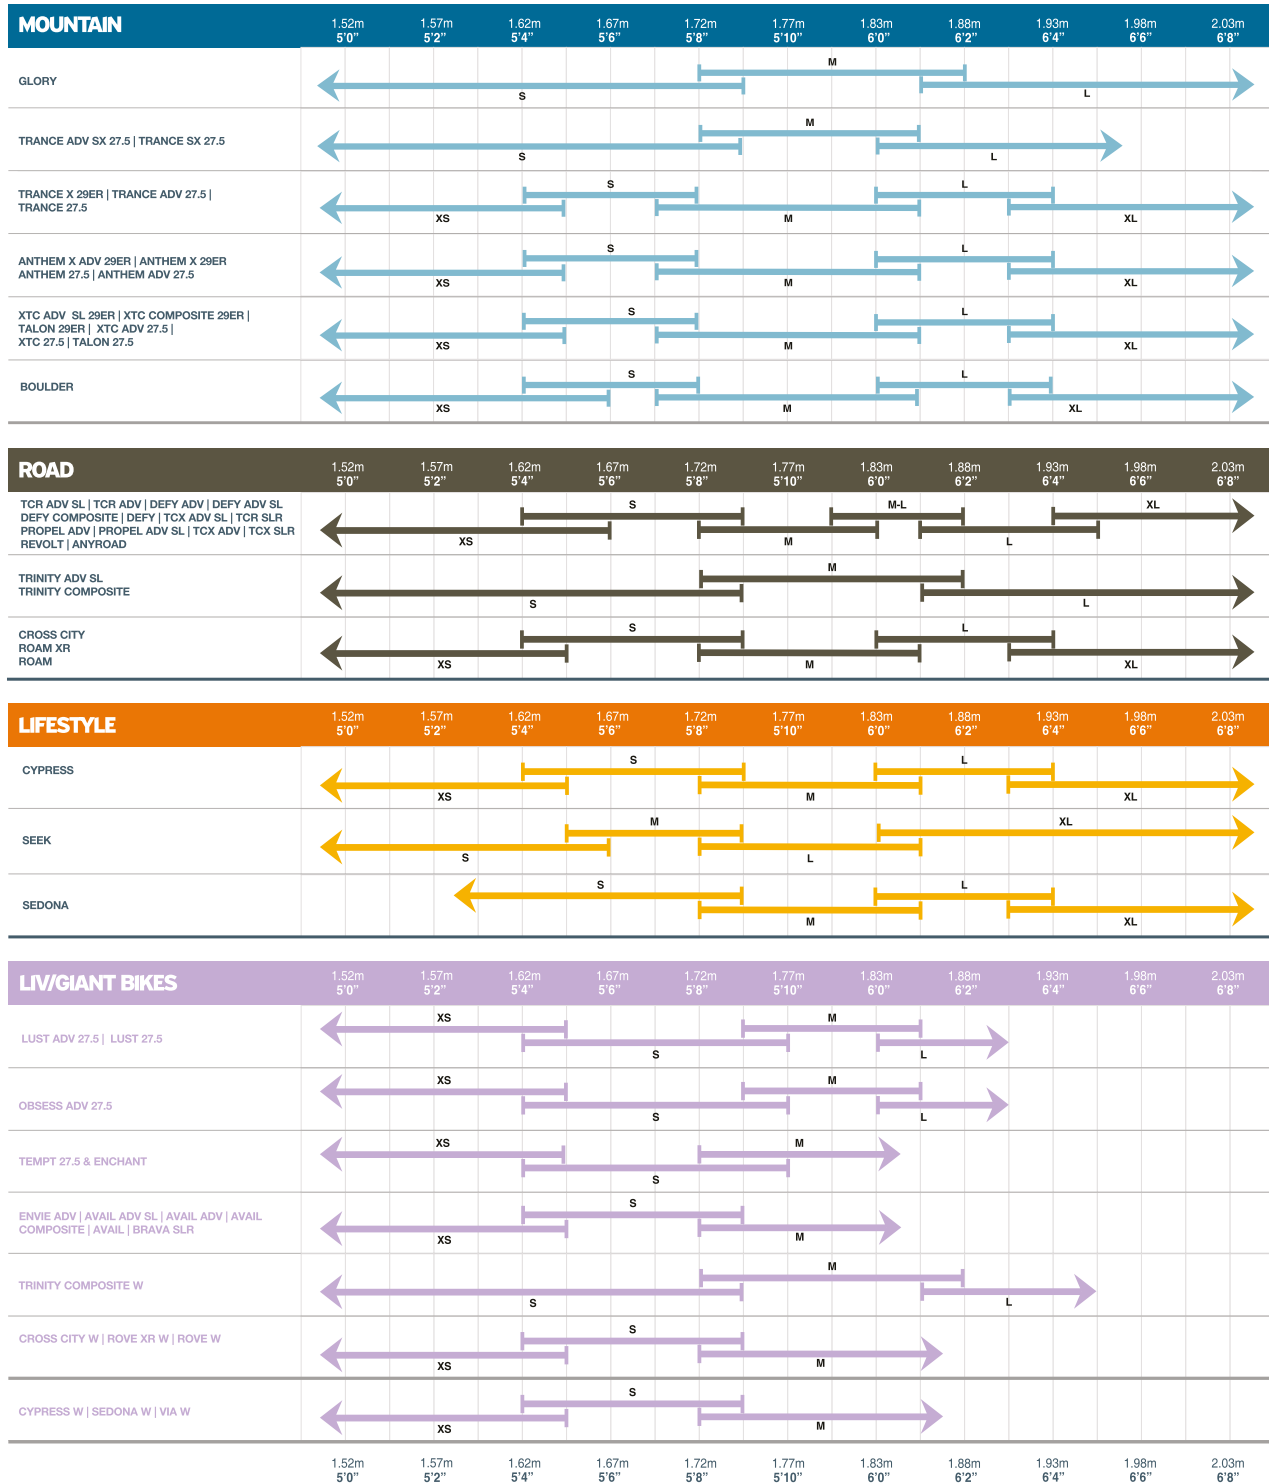 MOUNTAIN
1.52m 1.57m 1.62m 1.67m 1.72m 1.77m 1.83m 1.88m 1.93m 1.98m 2.03m
5’0” 5’2” 5’4” 5’6” 5’8” 5’10” 6’0” 6’2” 6’4” 6’6” 6’8”
M
GLORY
S L
M
TRANCE ADV SX 27.5 | TRANCE SX 27.5
S L
S L
TRANCE X 29ER | TRANCE ADV 27.5 |
TRANCE 27.5
XS M XL
S L
ANTHEM X ADV 29ER | ANTHEM X 29ER
ANTHEM 27.5 | ANTHEM ADV 27.5
XS M XL
S L
XTC ADV SL 29ER | XTC COMPOSITE 29ER |
TALON 29ER | XTC ADV 27.5 |
XTC 27.5 | TALON 27.5
XS M XL
S L
BOULDER
XS M XL
ROAD
1.52m 1.57m 1.62m 1.67m 1.72m 1.77m 1.83m 1.88m 1.93m 1.98m 2.03m
5’0” 5’2” 5’4” 5’6” 5’8” 5’10” 6’0” 6’2” 6’4” 6’6” 6’8”
S M-L XL
TCR ADV SL | TCR ADV | DEFY ADV | DEFY ADV SL
DEFY COMPOSITE | DEFY | TCX ADV SL | TCR SLR
PROPEL ADV | PROPEL ADV SL | TCX ADV | TCX SLR
REVOLT | ANYROAD
XS M L
M
TRINITY ADV SL
TRINITY COMPOSITE
S L
S L
CROSS CITY
ROAM XR
ROAM
XS M XL
LIFESTYLE
1.52m 1.57m 1.62m 1.67m 1.72m 1.77m 1.83m 1.88m 1.93m 1.98m 2.03m
5’0” 5’2” 5’4” 5’6” 5’8” 5’10” 6’0” 6’2” 6’4” 6’6” 6’8”
S L
CYPRESS
XS M XL
M XL
SEEK
S L
S L
SEDONA
M XL
LIV/GIANT BIKES
1.52m 1.57m 1.62m 1.67m 1.72m 1.77m 1.83m 1.88m 1.93m 1.98m 2.03m
5’0” 5’2” 5’4” 5’6” 5’8” 5’10” 6’0” 6’2” 6’4” 6’6” 6’8”
XS M
LUST ADV 27.5 | LUST 27.5
S L
XS M
OBSESS ADV 27.5
S L
XS M
TEMPT 27.5 & ENCHANT
S
S
ENVIE ADV | AVAIL ADV SL | AVAIL ADV | AVAIL
COMPOSITE | AVAIL | BRAVA SLR
XS M
M
TRINITY COMPOSITE W
S L
S
CROSS CITY W | ROVE XR W | ROVE W
XS M
S
CYPRESS W | SEDONA W | VIA W
XS M
1.52m 1.57m 1.62m 1.67m 1.72m 1.77m 1.83m 1.88m 1.93m 1.98m 2.03m
5’0” 5’2” 5’4” 5’6” 5’8” 5’10” 6’0” 6’2” 6’4” 6’6” 6’8”